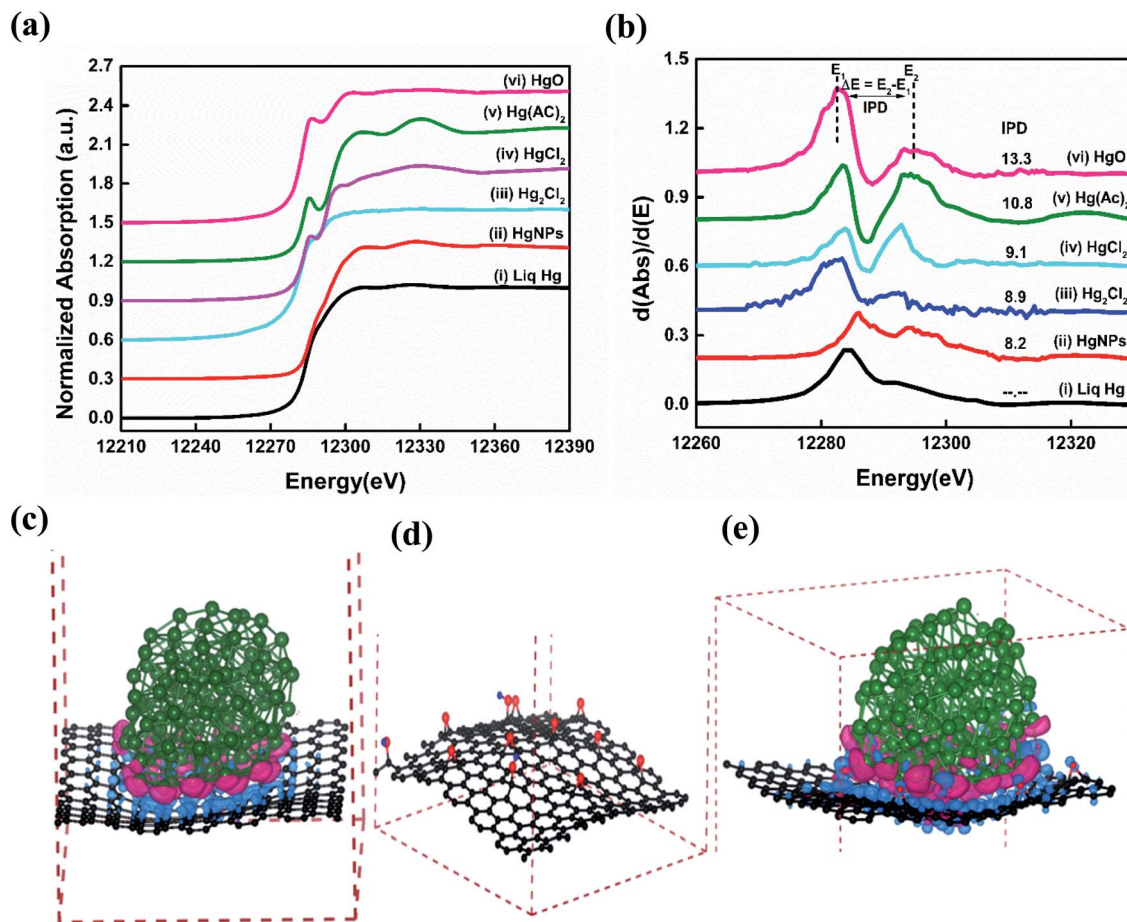 (a)
Normalized Absorption (a.u.)
2.7
2.4
2.1
1.8
1.5
1.2
0.9
0.6
0.3
0.0
(vi) HgO
(v) Hg(AC)₂
(iv) HgCl₂
(iii) Hg₂Cl₂
(ii) HgNPs
(i) Liq Hg
12210 12240 12270 12300 12330 12360 12390
Energy(eV)
(b)
d(Abs)/d(E)
1.5
1.2
0.9
0.6
0.3
0.0
E₁ E₂
ΔE = E₂-E₁
IPD
IPD
13.3 (vi) HgO
10.8 (v) Hg(Ac)₂
9.1 (iv) HgCl₂
8.9 (iii) Hg₂Cl₂
8.2 (ii) HgNPs
--.-- (i) Liq Hg
12260 12280 12300 12320
Energy(eV)
(c)
(d)
(e)